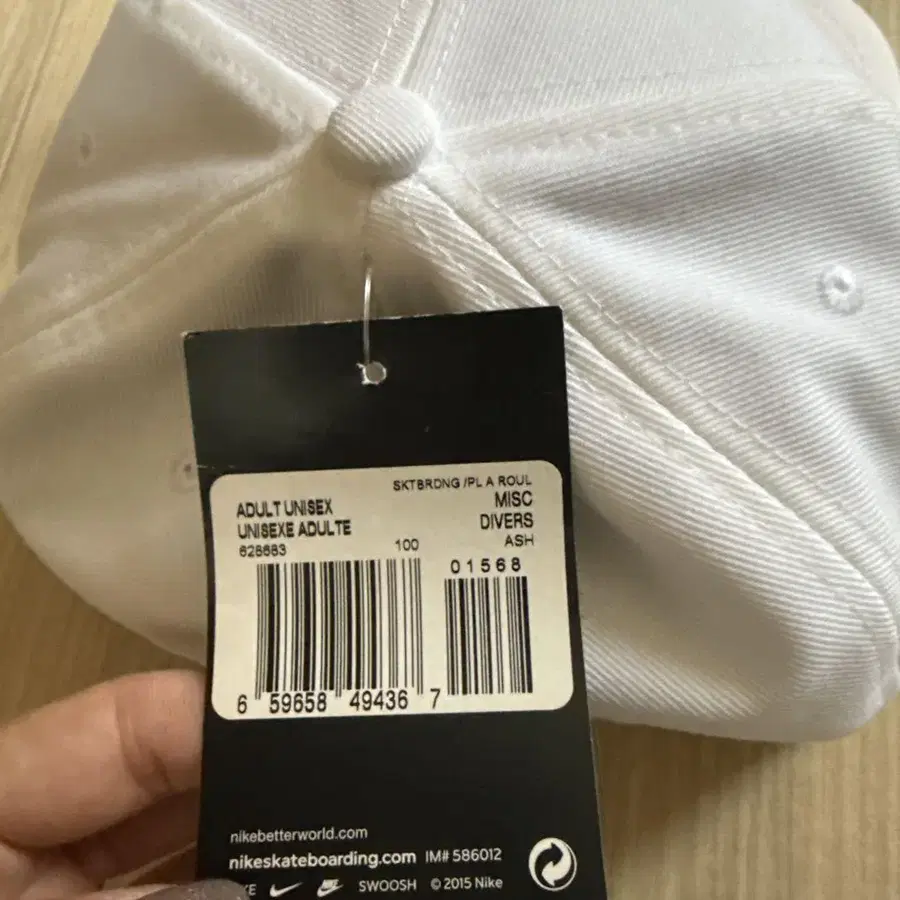 SKTBRDNG /PL A ROUL
ADULT UNISEX MISC
UNISEXE ADULTE DIVERS
628683 100 ASH
01568
6 59658 49436 7
nikebetterworld.com
nikeskateboarding.com IM# 586012
SWOOSH © 2015 Nike